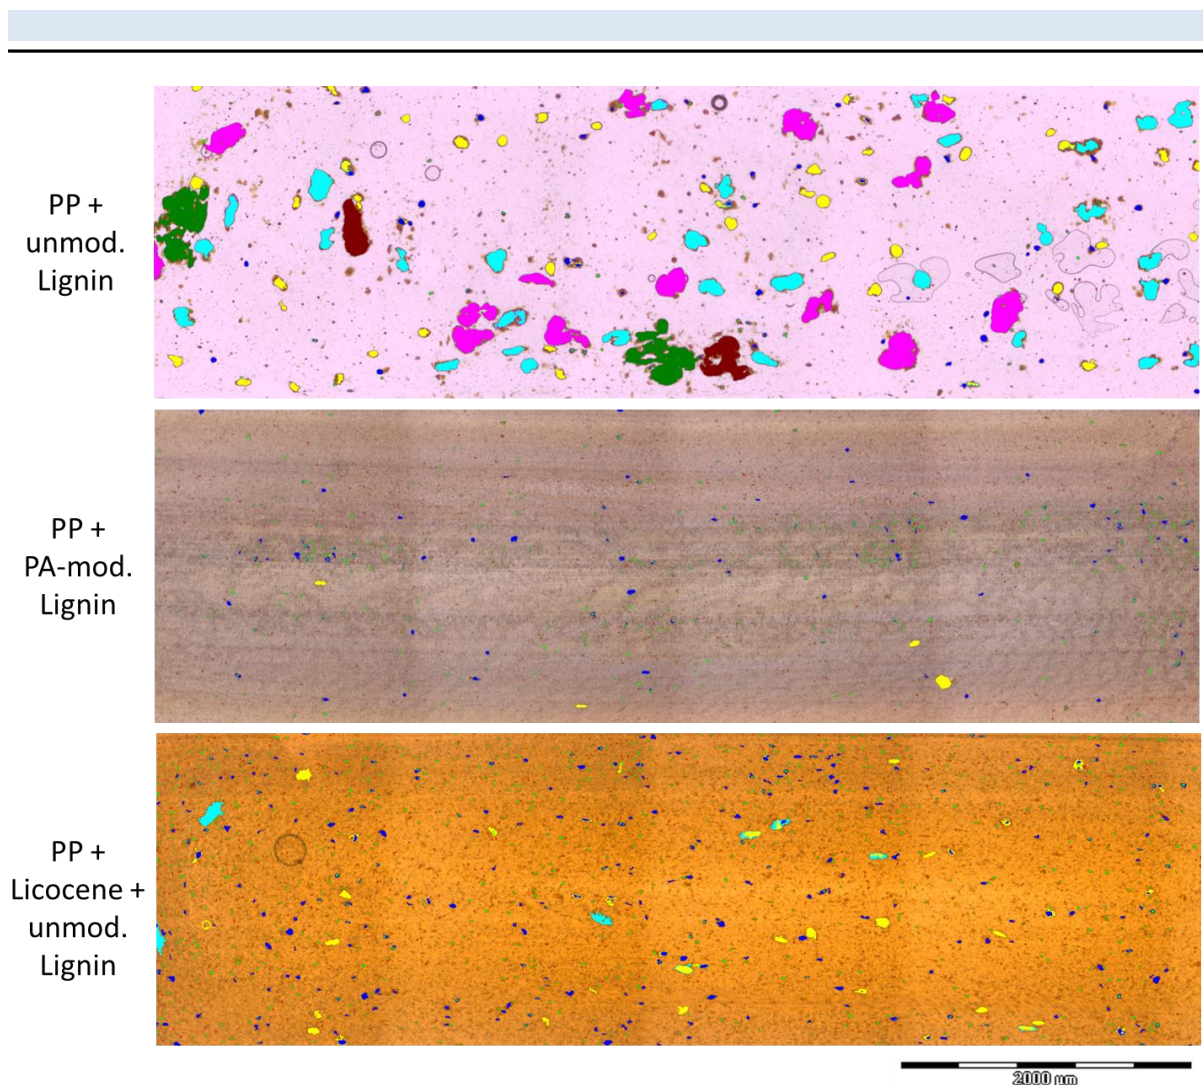 PP +
unmod.
Lignin
PP +
PA-mod.
Lignin
PP +
Licocene +
unmod.
Lignin
2000 µm